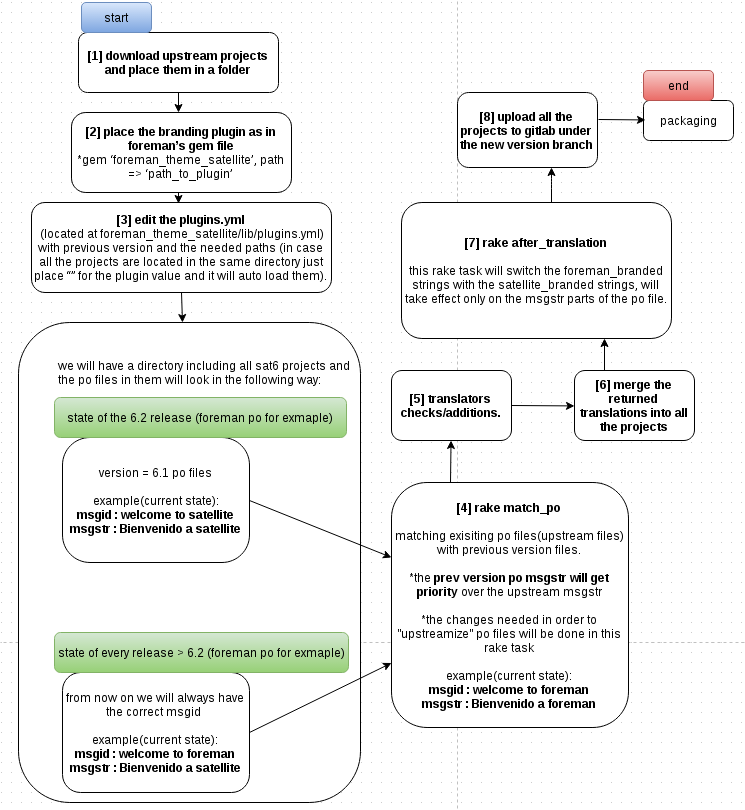 start
[1] download upstream projects
and place them in a folder
[2] place the branding plugin as in
foreman's gem file
*gem ‘foreman_theme_satellite’, path
=> ‘path_to_plugin’
[3] edit the plugins.yml
(located at foreman_theme_satellite/lib/plugins.yml)
with previous version and the needed paths (in case
all the projects are located in the same directory just
place “” for the plugin value and it will auto load them).
we will have a directory including all sat6 projects and
the po files in them will look in the following way:
state of the 6.2 release (foreman po for exmaple)
version = 6.1 po files
example(current state):
msgid : welcome to satellite
msgstr : Bienvenido a satellite
state of every release > 6.2 (foreman po for exmaple)
from now on we will always have
the correct msgid
example(current state):
msgid : welcome to foreman
msgstr : Bienvenido a satellite
[4] rake match_po
matching exisiting po files(upstream files)
with previous version files.
*the prev version po msgstr will get
priority over the upstream msgstr
*the changes needed in order to
"upstreamize" po files will be done in this
rake task
example(current state):
msgid : welcome to foreman
msgstr : Bienvenido a foreman
[5] translators
checks/additions.
[6] merge the
returned
translations into all
the projects
[7] rake after_translation
this rake task will switch the foreman_branded
strings with the satellite_branded strings, will
take effect only on the msgstr parts of the po file.
[8] upload all the
projects to gitlab under
the new version branch
end
packaging